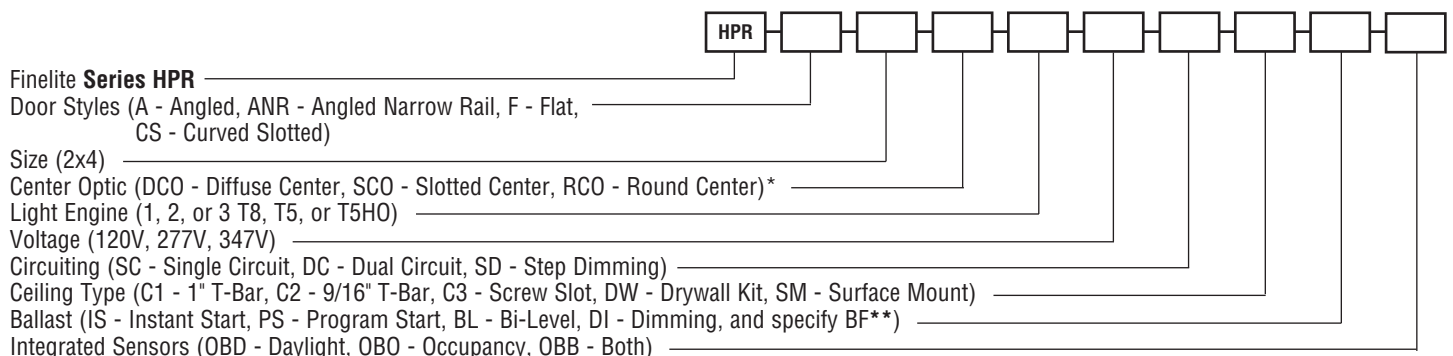 HPR
Finelite Series HPR
Door Styles (A - Angled, ANR - Angled Narrow Rail, F - Flat,
CS - Curved Slotted)
Size (2x4)
Center Optic (DCO - Diffuse Center, SCO - Slotted Center, RCO - Round Center)*
Light Engine (1, 2, or 3 T8, T5, or T5HO)
Voltage (120V, 277V, 347V)
Circuiting (SC - Single Circuit, DC - Dual Circuit, SD - Step Dimming)
Ceiling Type (C1 - 1" T-Bar, C2 - 9/16" T-Bar, C3 - Screw Slot, DW - Drywall Kit, SM - Surface Mount)
Ballast (IS - Instant Start, PS - Program Start, BL - Bi-Level, DI - Dimming, and specify BF**)
Integrated Sensors (OBD - Daylight, OBO - Occupancy, OBB - Both)